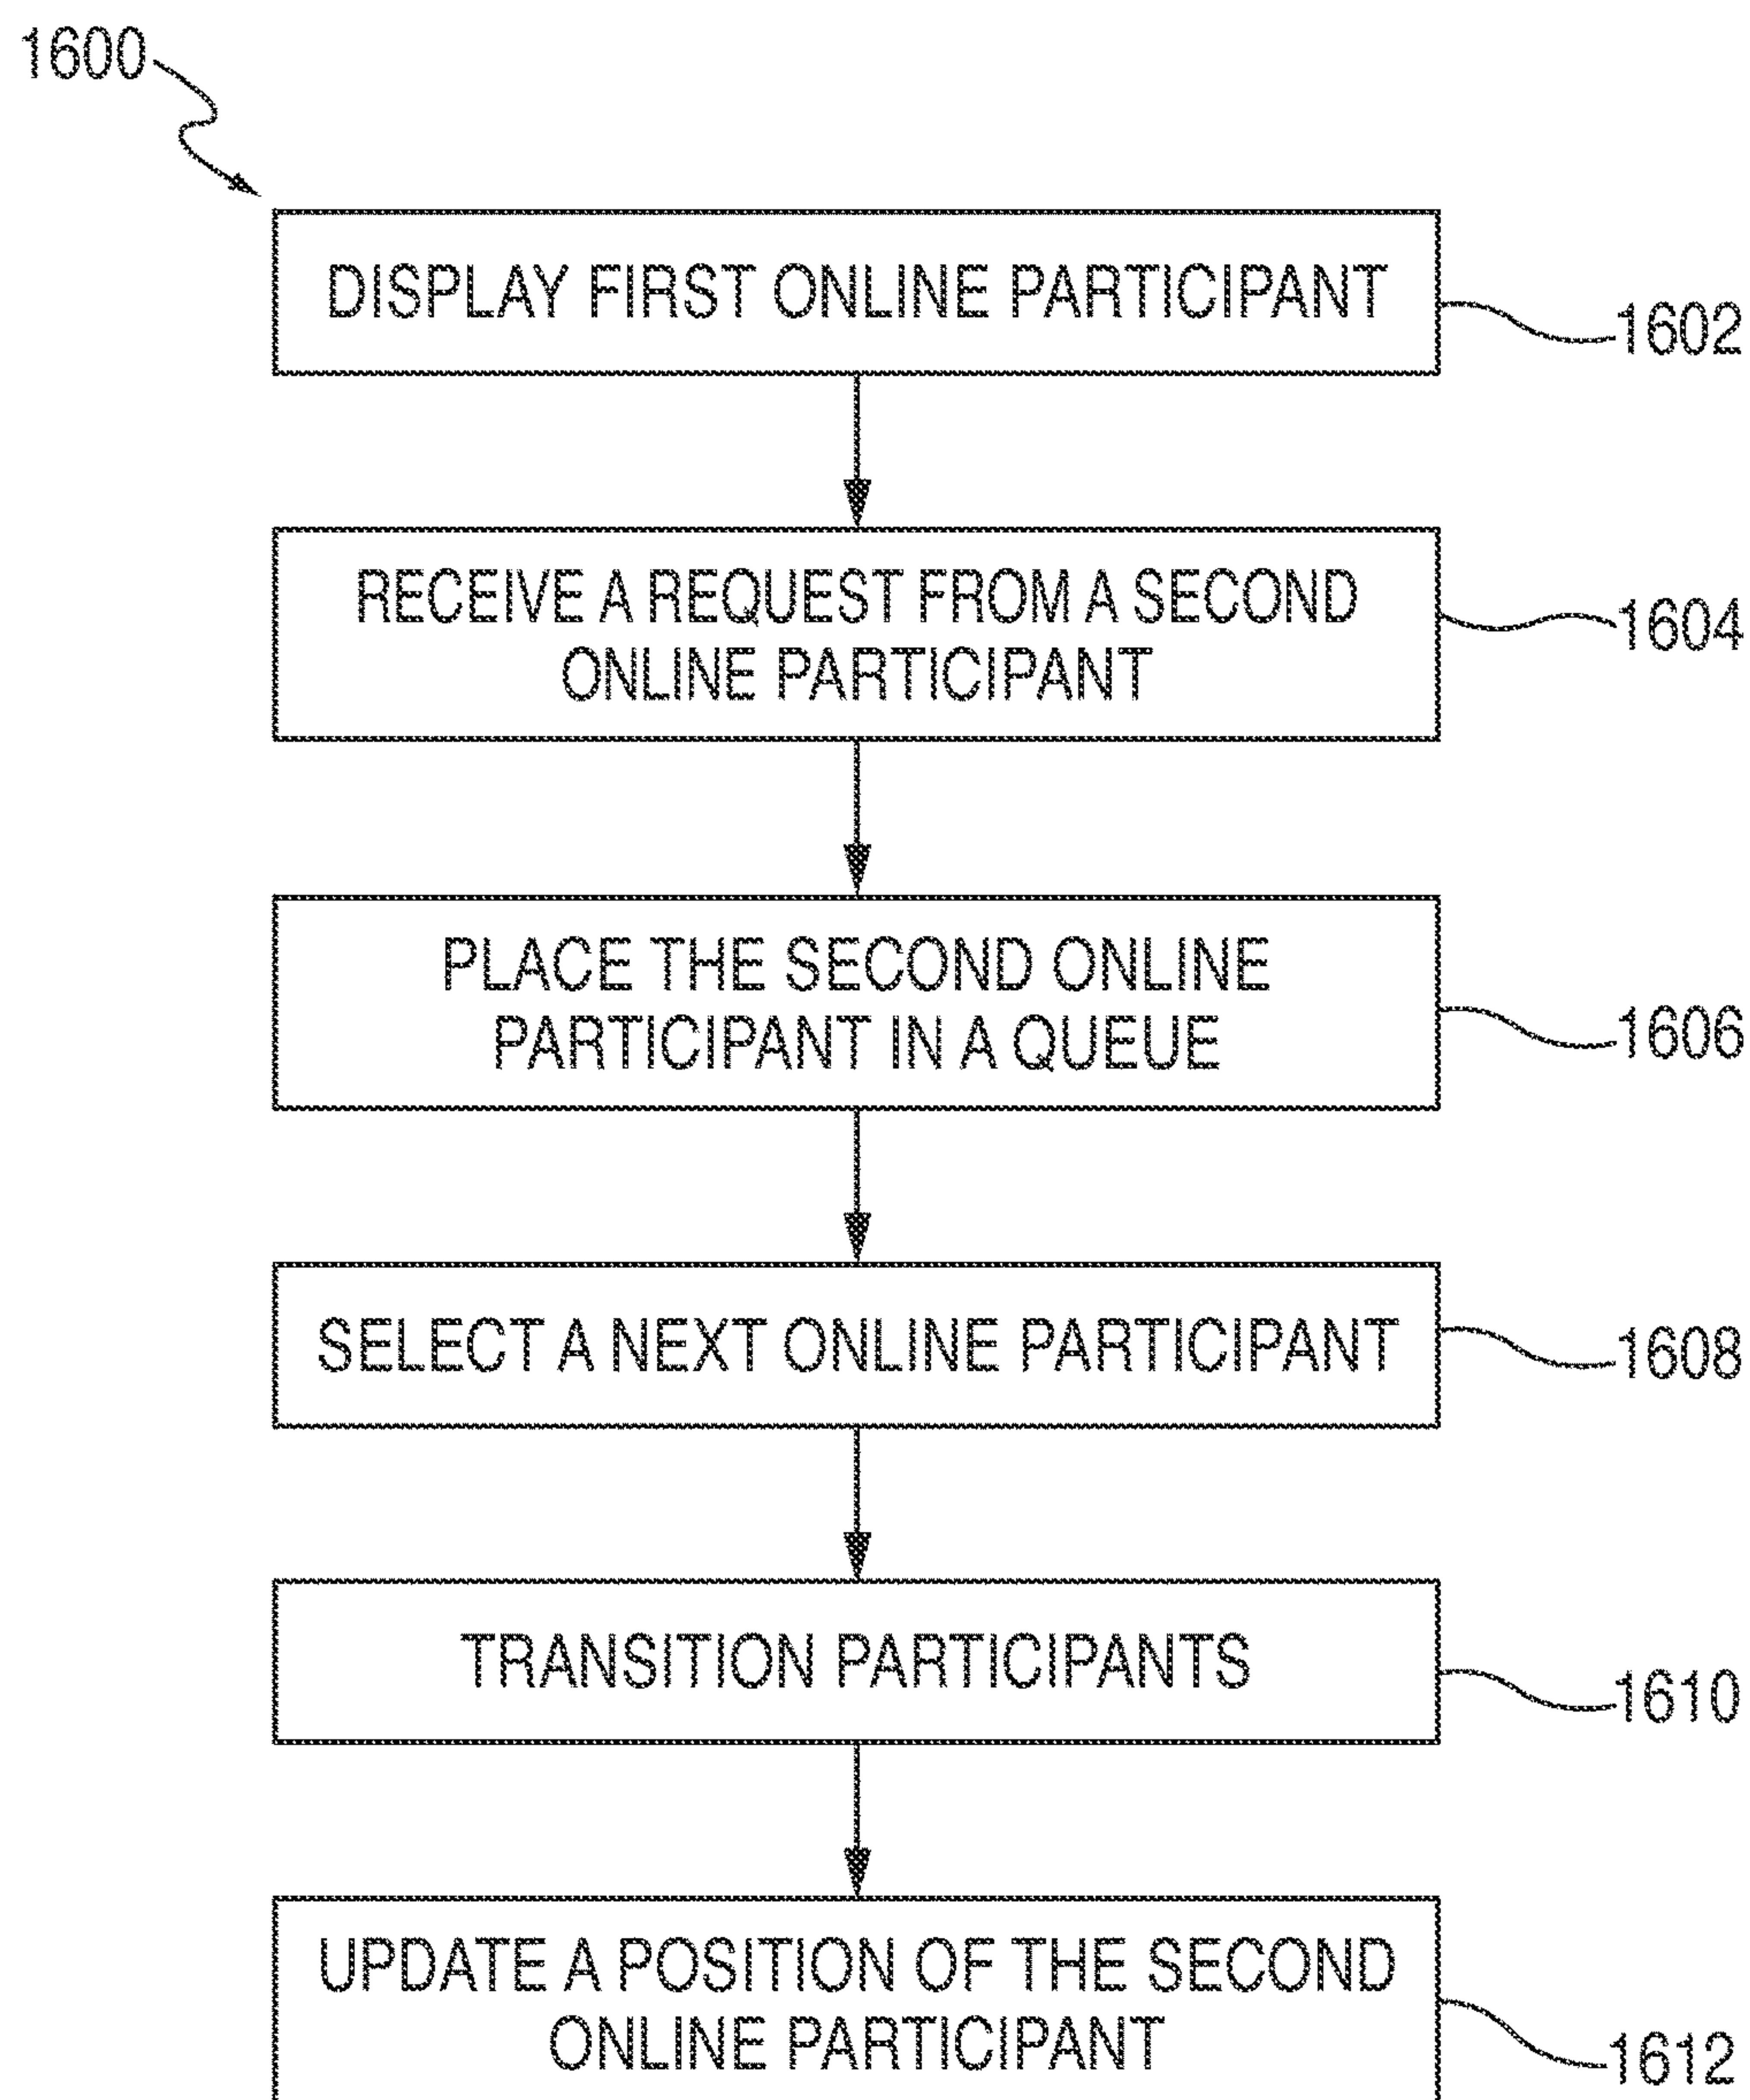 1600
DISPLAY FIRST ONLINE PARTICIPANT
1602
RECEIVE A REQUEST FROM A SECOND
ONLINE PARTICIPANT
1604
PLACE THE SECOND ONLINE
PARTICIPANT IN A QUEUE
1606
SELECT A NEXT ONLINE PARTICIPANT
1608
TRANSITION PARTICIPANTS
1610
UPDATE A POSITION OF THE SECOND
ONLINE PARTICIPANT
1612